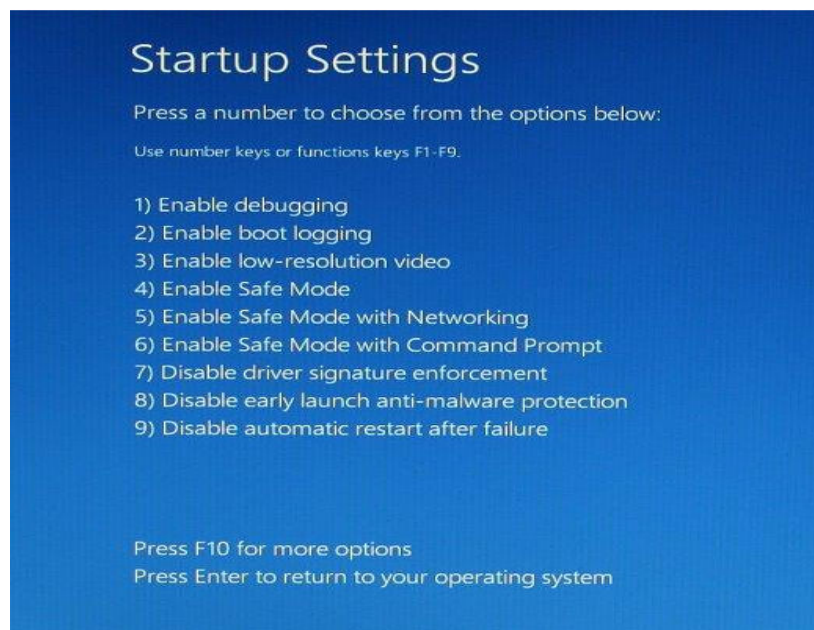 Startup Settings
Press a number to choose from the options below:
Use number keys or functions keys F1-F9.
1) Enable debugging
2) Enable boot logging
3) Enable low-resolution video
4) Enable Safe Mode
5) Enable Safe Mode with Networking
6) Enable Safe Mode with Command Prompt
7) Disable driver signature enforcement
8) Disable early launch anti-malware protection
9) Disable automatic restart after failure
Press F10 for more options
Press Enter to return to your operating system